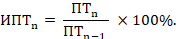 ИПТₙ = ПТₙ / ПТₙ₋₁ × 100%.